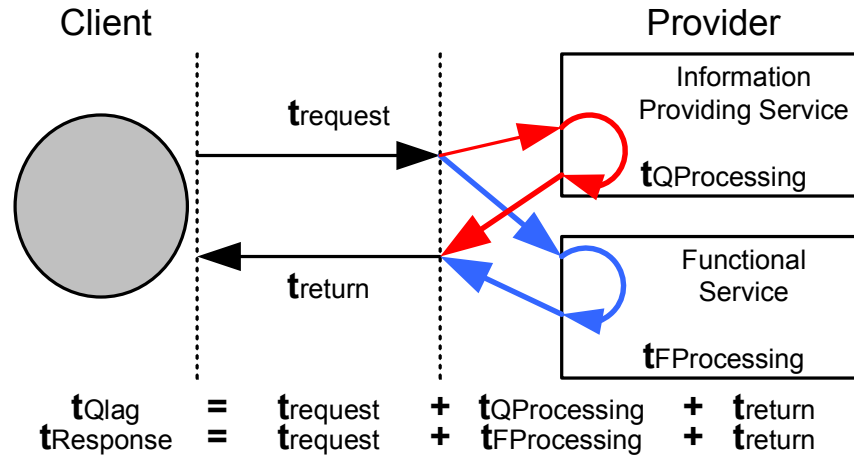 Client
Provider
Information
Providing Service
trequest
tQProcessing
treturn
Functional
Service
tFProcessing
tQlag = trequest + tQProcessing + treturn
tResponse = trequest + tFProcessing + treturn